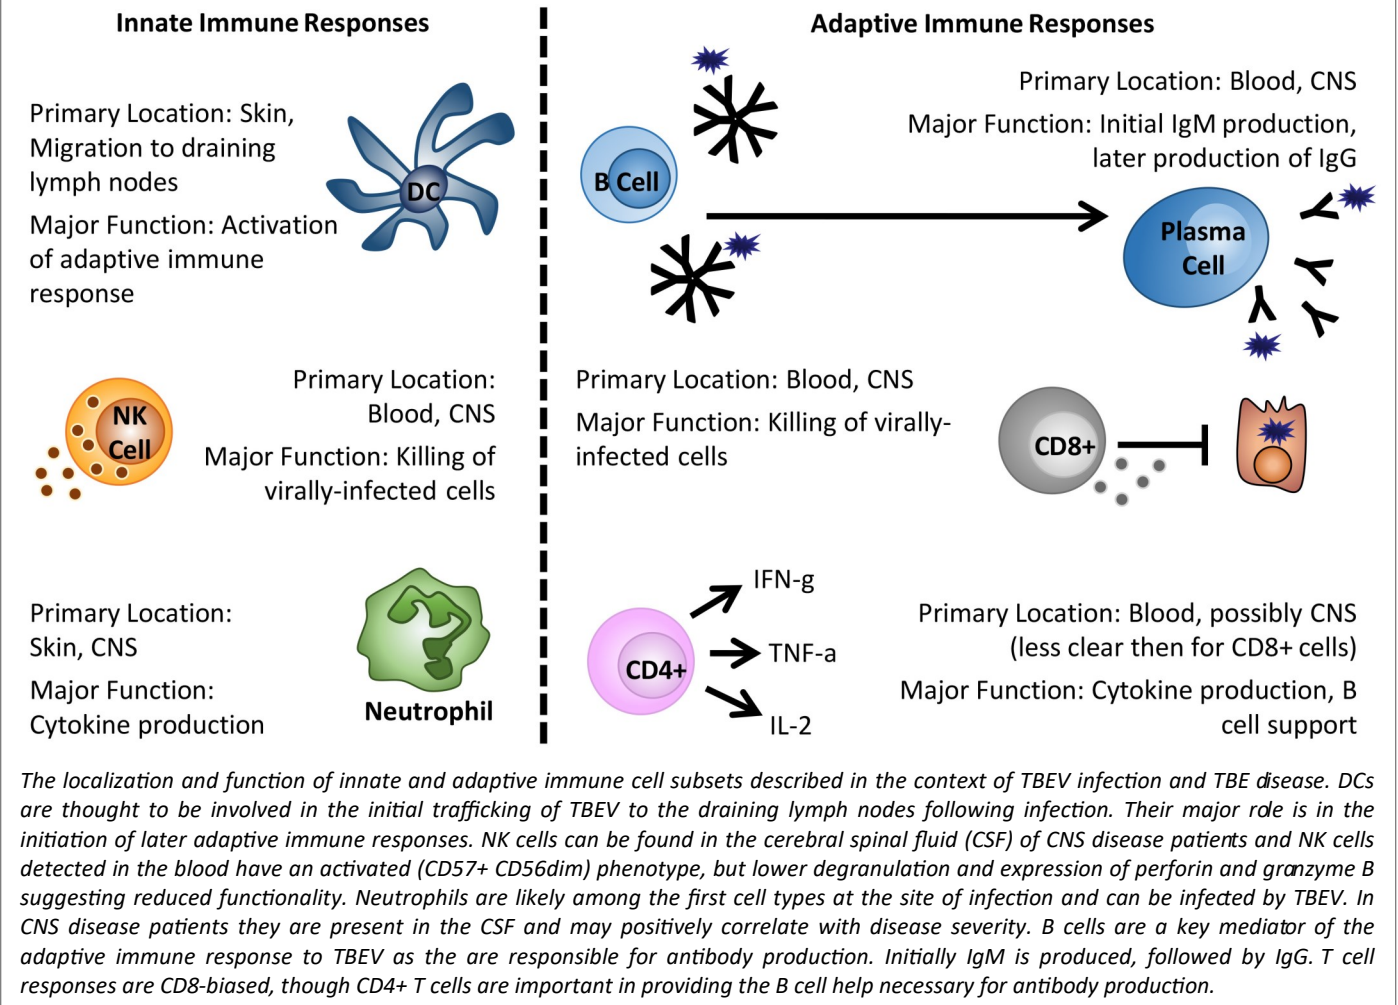 Innate Immune Responses
Adaptive Immune Responses
Primary Location: Skin,
Migration to draining
lymph nodes
Major Function: Activation
of adaptive immune
response
DC
B Cell
Primary Location: Blood, CNS
Major Function: Initial IgM production,
later production of IgG
Plasma
Cell
NK
Cell
Primary Location:
Blood, CNS
Major Function: Killing of
virally-infected cells
Primary Location: Blood, CNS
Major Function: Killing of virally-
infected cells
CD8+
Primary Location:
Skin, CNS
Major Function:
Cytokine production
Neutrophil
CD4+
IFN-g
TNF-a
IL-2
Primary Location: Blood, possibly CNS
(less clear then for CD8+ cells)
Major Function: Cytokine production, B
cell support
The localization and function of innate and adaptive immune cell subsets described in the context of TBEV infection and TBE disease. DCs
are thought to be involved in the initial trafficking of TBEV to the draining lymph nodes following infection. Their major role is in the
initiation of later adaptive immune responses. NK cells can be found in the cerebral spinal fluid (CSF) of CNS disease patients and NK cells
detected in the blood have an activated (CD57+ CD56dim) phenotype, but lower degranulation and expression of perforin and granzyme B
suggesting reduced functionality. Neutrophils are likely among the first cell types at the site of infection and can be infected by TBEV. In
CNS disease patients they are present in the CSF and may positively correlate with disease severity. B cells are a key mediator of the
adaptive immune response to TBEV as the are responsible for antibody production. Initially IgM is produced, followed by IgG. T cell
responses are CD8-biased, though CD4+ T cells are important in providing the B cell help necessary for antibody production.